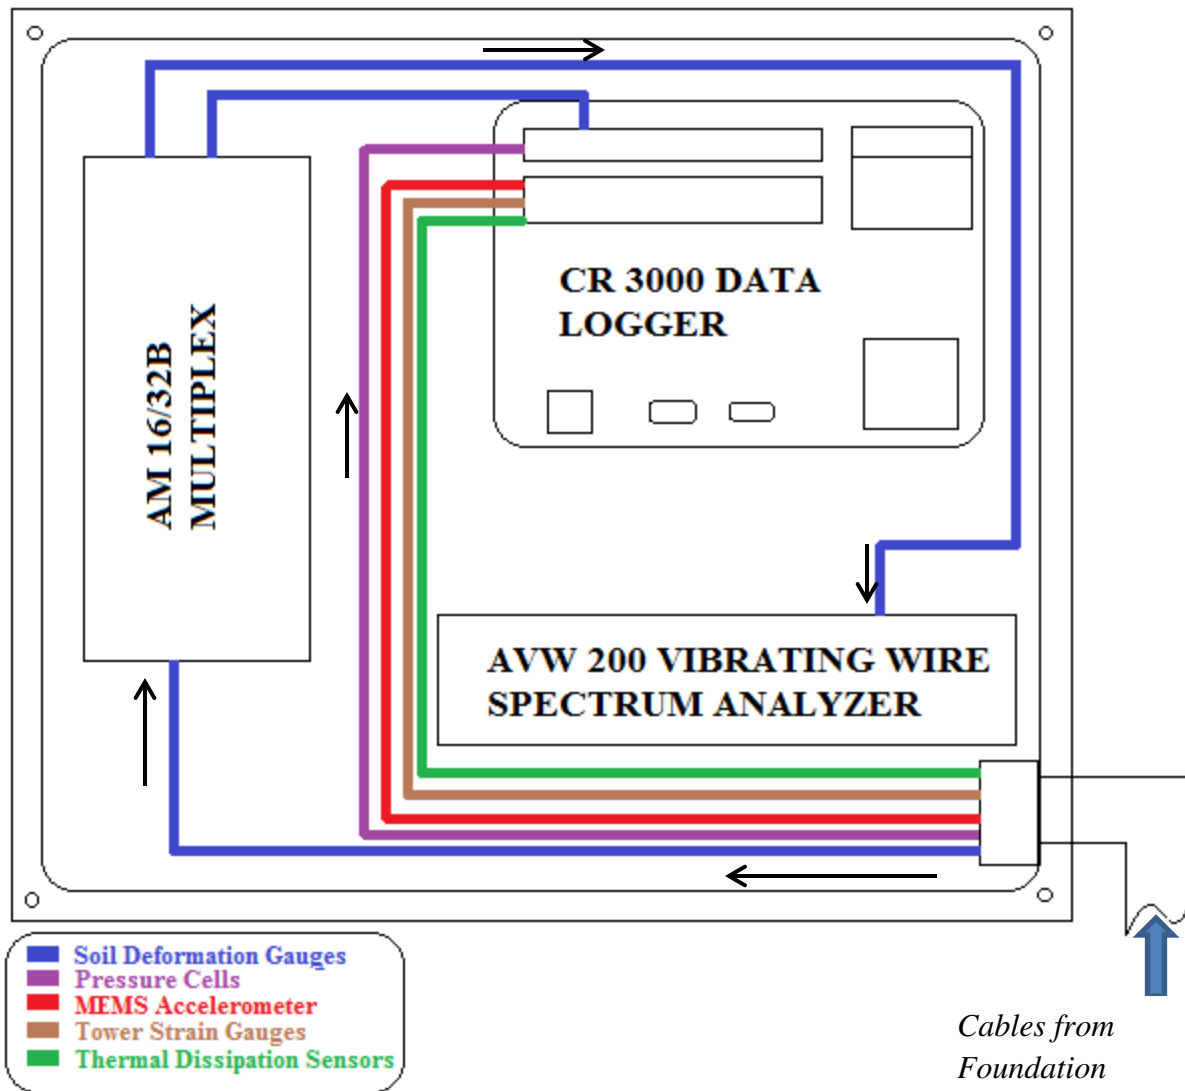 CR 3000 DATA
LOGGER
AM 16/32B
MULTIPLEX
AVW 200 VIBRATING WIRE
SPECTRUM ANALYZER
Soil Deformation Gauges
Pressure Cells
MEMS Accelerometer
Tower Strain Gauges
Thermal Dissipation Sensors
Cables from
Foundation